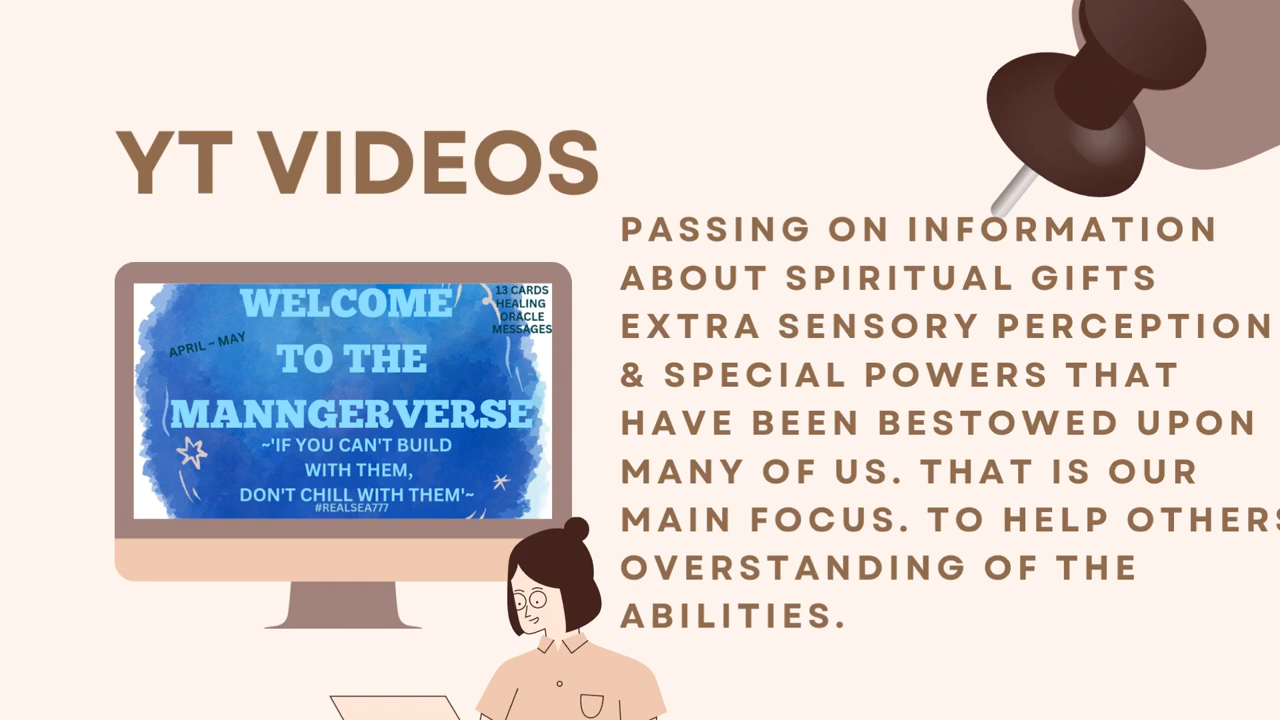 YT VIDEOS
PASSING ON INFORMATION
ABOUT SPIRITUAL GIFTS
EXTRA SENSORY PERCEPTION
& SPECIAL POWERS THAT
HAVE BEEN BESTOWED UPON
MANY OF US. THAT IS OUR
MAIN FOCUS. TO HELP OTHERS
OVERSTANDING OF THE
ABILITIES.
WELCOME
TO THE
MANNGERVERSE
13 CARDS
HEALING
ORACLE
MESSAGES
APRIL ~ MAY
~'IF YOU CAN'T BUILD
WITH THEM,
DON'T CHILL WITH THEM'~
#REALSEA777